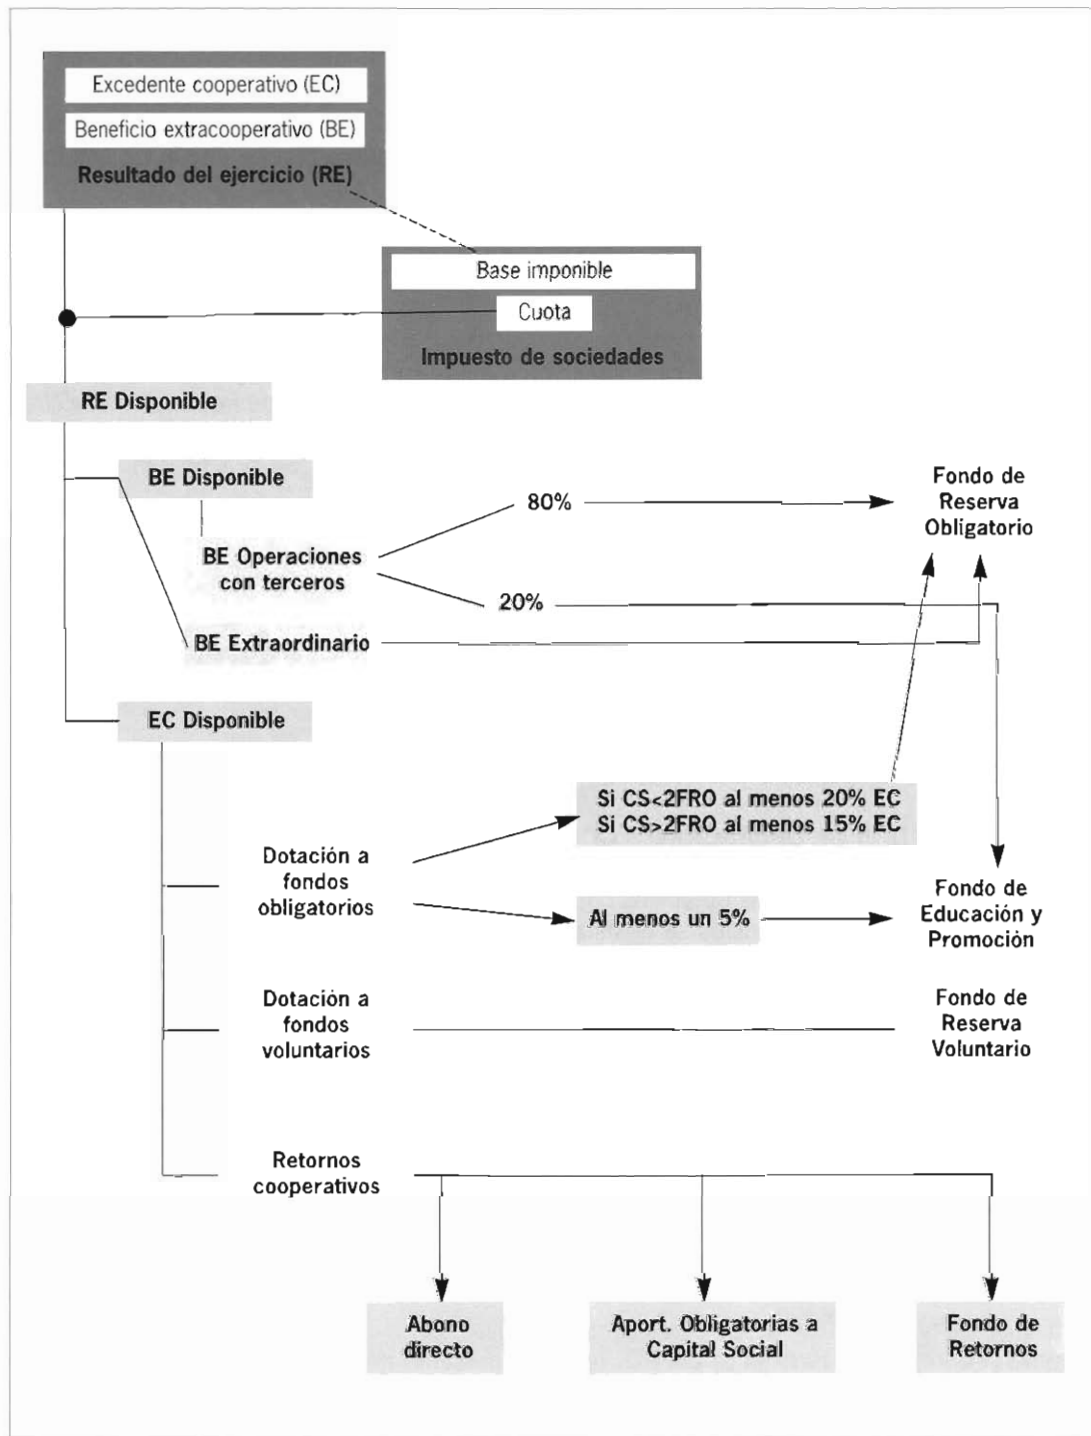 Excedente cooperativo (EC)
Beneficio extracooperativo (BE)
Resultado del ejercicio (RE)
Base imponible
Cuota
Impuesto de sociedades
RE Disponible
BE Disponible
BE Operaciones
con terceros
80%
20%
Fondo de
Reserva
Obligatorio
BE Extraordinario
EC Disponible
Dotación a
fondos
obligatorios
Si CS<2FRO al menos 20% EC
Si CS>2FRO al menos 15% EC
Al menos un 5%
Fondo de
Educación y
Promoción
Dotación a
fondos
voluntarios
Fondo de
Reserva
Voluntario
Retornos
cooperativos
Abono
directo
Aport. Obligatorias a
Capital Social
Fondo de
Retornos